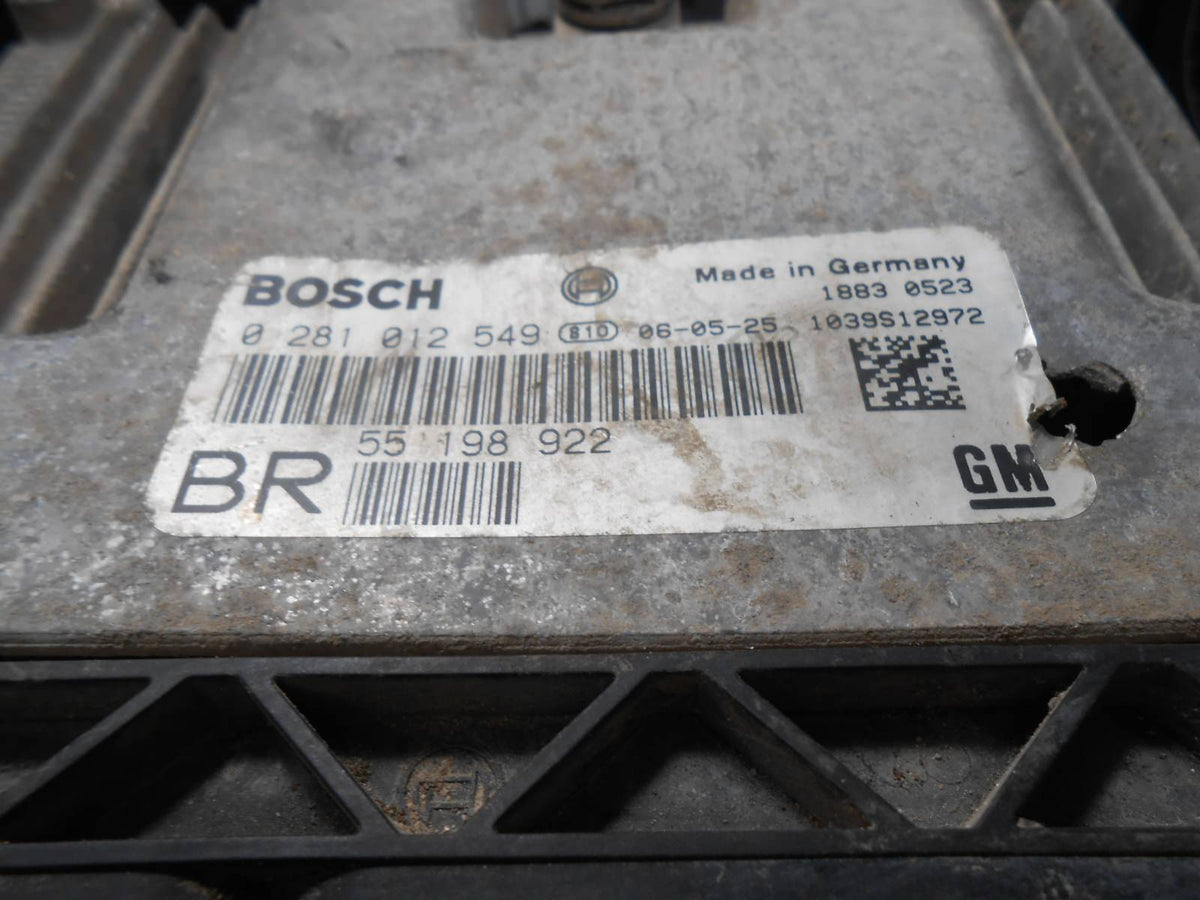 BOSCH
Made in Germany
1883 0523
0 281 012 549 810 06-05-25 1039S12972
55 198 922
BR
GM